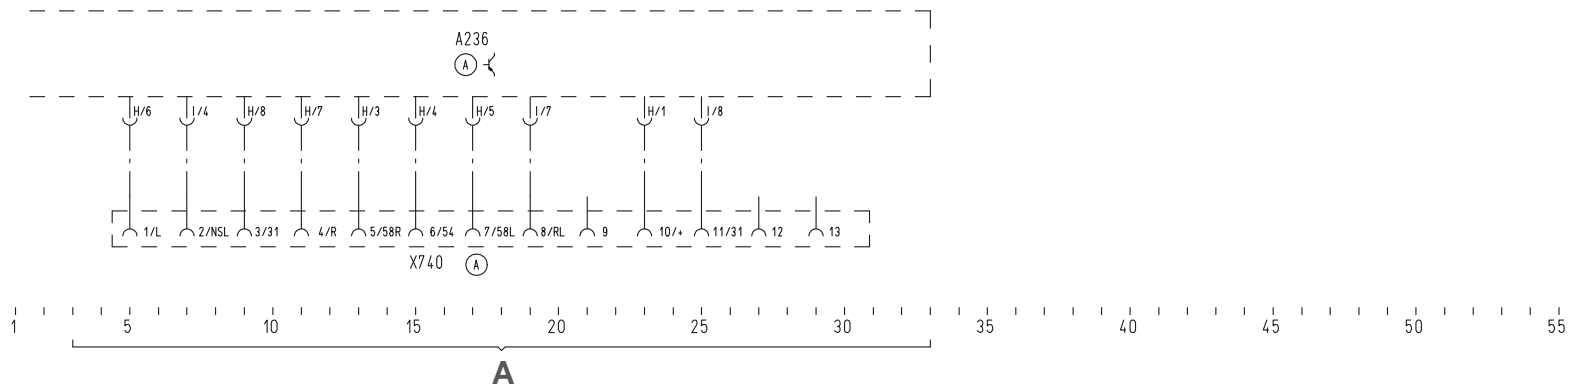 A236
A
H/6 I/4 H/8 H/7 H/3 H/4 H/5 I/7 H/1 I/8
1/L 2/NSL 3/31 4/R 5/58R 6/54 7/58L 8/RL 9 10/+ 11/31 12 13
X740 A
1 5 10 15 20 25 30 35 40 45 50 55
A